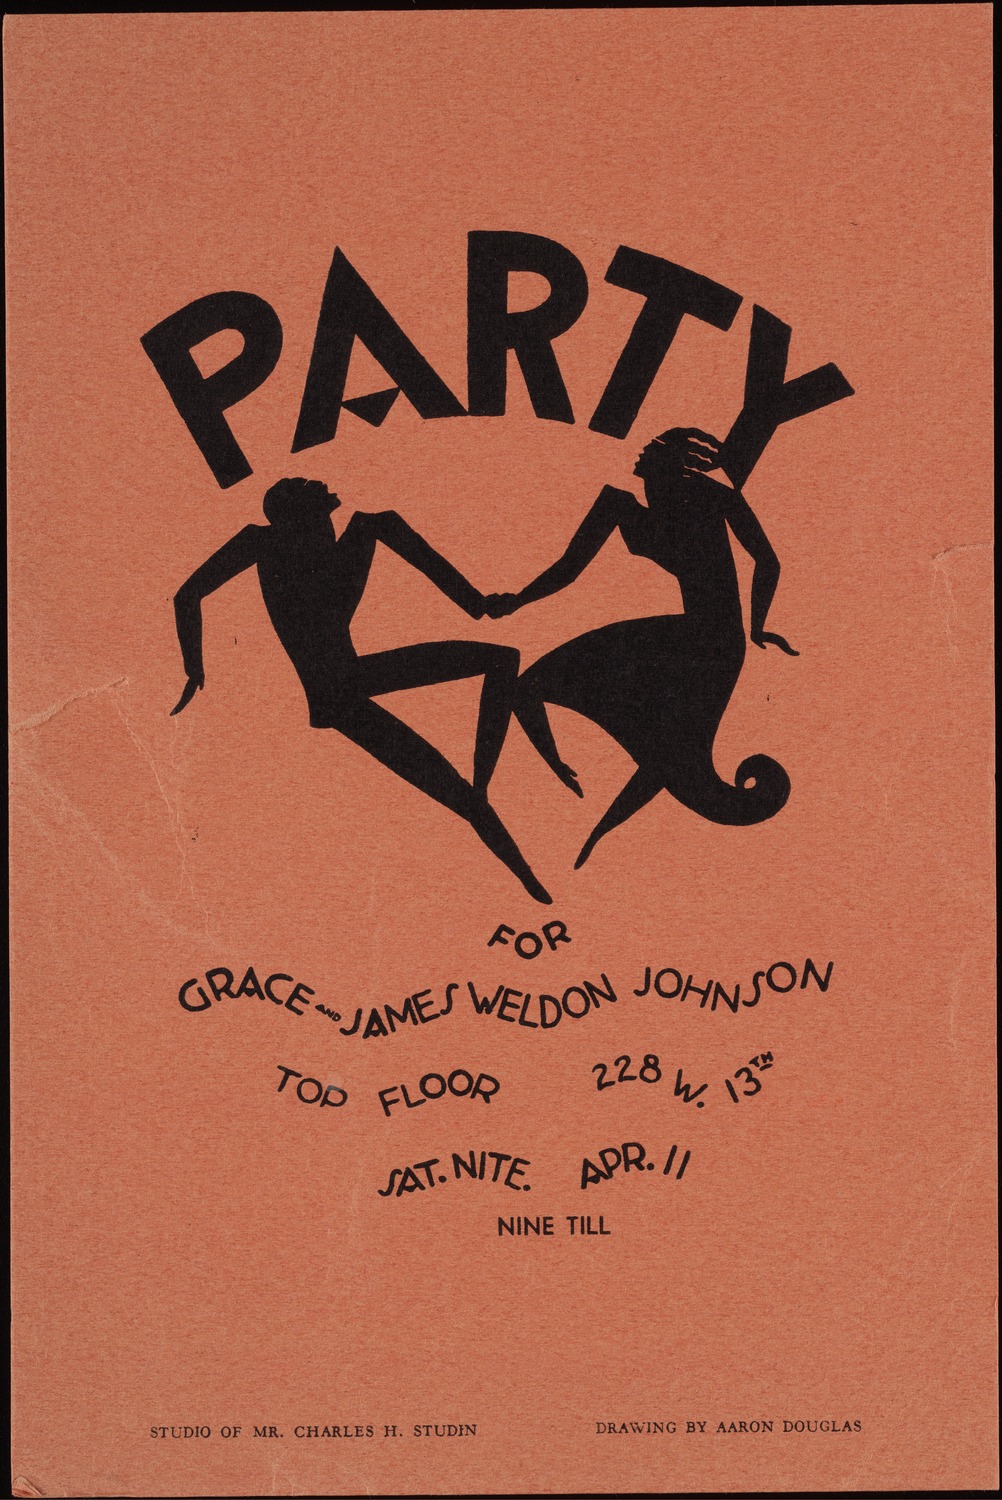 PARTY
FOR
GRACE AND JAMES WELDON JOHNSON
TOP FLOOR 228 W. 13TH
SAT. NITE. APR. 11
NINE TILL
STUDIO OF MR. CHARLES H. STUDIN DRAWING BY AARON DOUGLAS